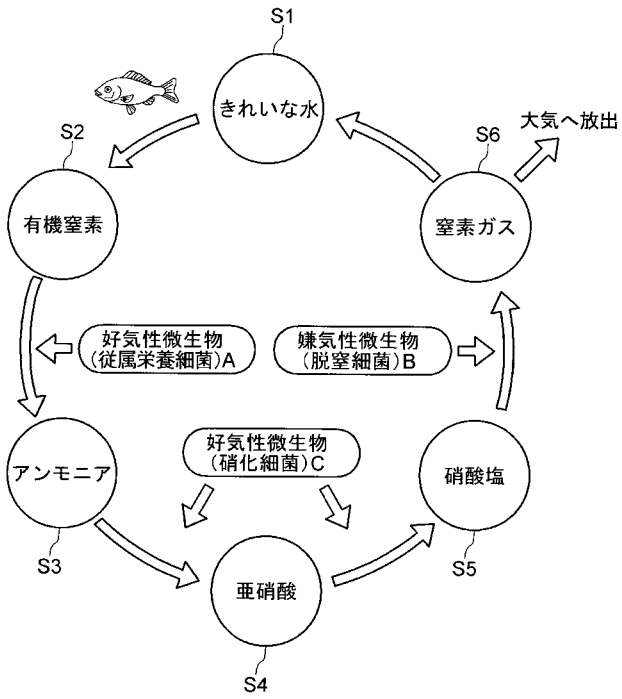 S1
きれいな水
大気へ放出
S6
窒素ガス
S2
有機窒素
好気性微生物
(従属栄養細菌)A
嫌気性微生物
(脱窒細菌)B
好気性微生物
(硝化細菌)C
アンモニア
S3
硝酸塩
S5
亜硝酸
S4